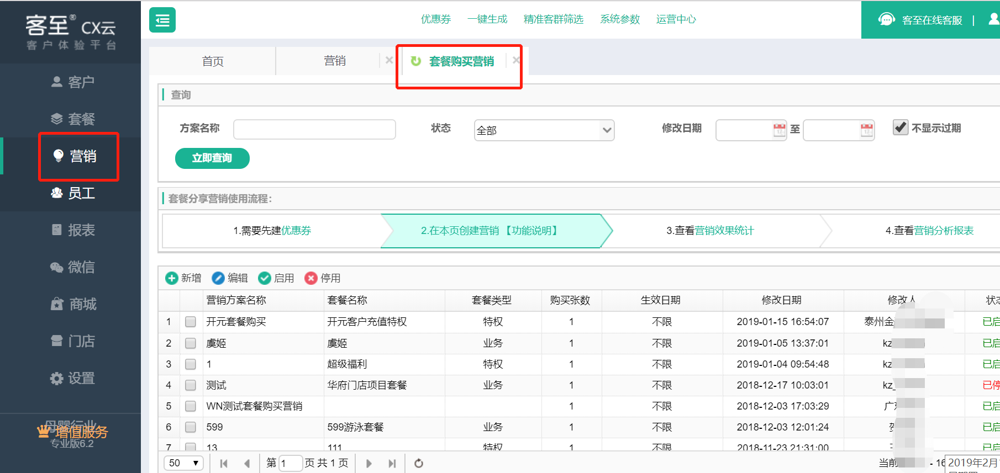 客至® CX云
客户体验平台
客户
套餐
营销
员工
报表
微信
商城
门店
设置
母婴行业
增值服务
专业版6.2
优惠券 一键生成 精准客群筛选 系统参数 运营中心
客至在线客服 |
首页 营销 × 套餐购买营销 ×
查询
方案名称 状态 全部 修改日期 至 不显示过期
立即查询
套餐分享营销使用流程:
1.需要先建优惠券 2.在本页创建营销 【功能说明】 3.查看营销效果统计 4.查看营销分析报表
新增 编辑 启用 停用
营销方案名称 套餐名称 套餐类型 购买张数 生效日期 修改日期 修改人 状态
1 开元套餐购买 开元客户充值特权 特权 1 不限 2019-01-15 16:54:07 泰州金 已启
2 虞姬 虞姬 业务 1 不限 2019-01-05 13:37:01 kz 已启
3 1 超级福利 特权 1 不限 2019-01-04 09:54:48 kz 已启
4 测试 华府门店项目套餐 业务 1 不限 2018-12-17 10:03:01 kz_ 已停
5 WN测试套餐购买营销 1 不限 2018-12-03 17:03:29 广 已启
6 599 599游泳套餐 业务 1 不限 2018-12-03 12:01:24 贺 已启
7 13 111 特权 1 不限 2018-11-23 21:31:00 已启
50 第 1 页 共 1 页 当前 - 16
2019年2月